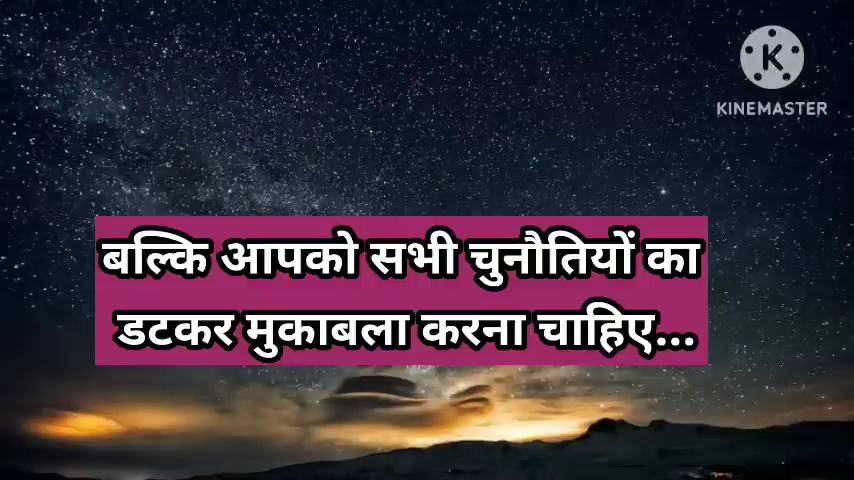 K
KINEMASTER
बल्कि आपको सभी चुनौतियों का
डटकर मुकाबला करना चाहिए...